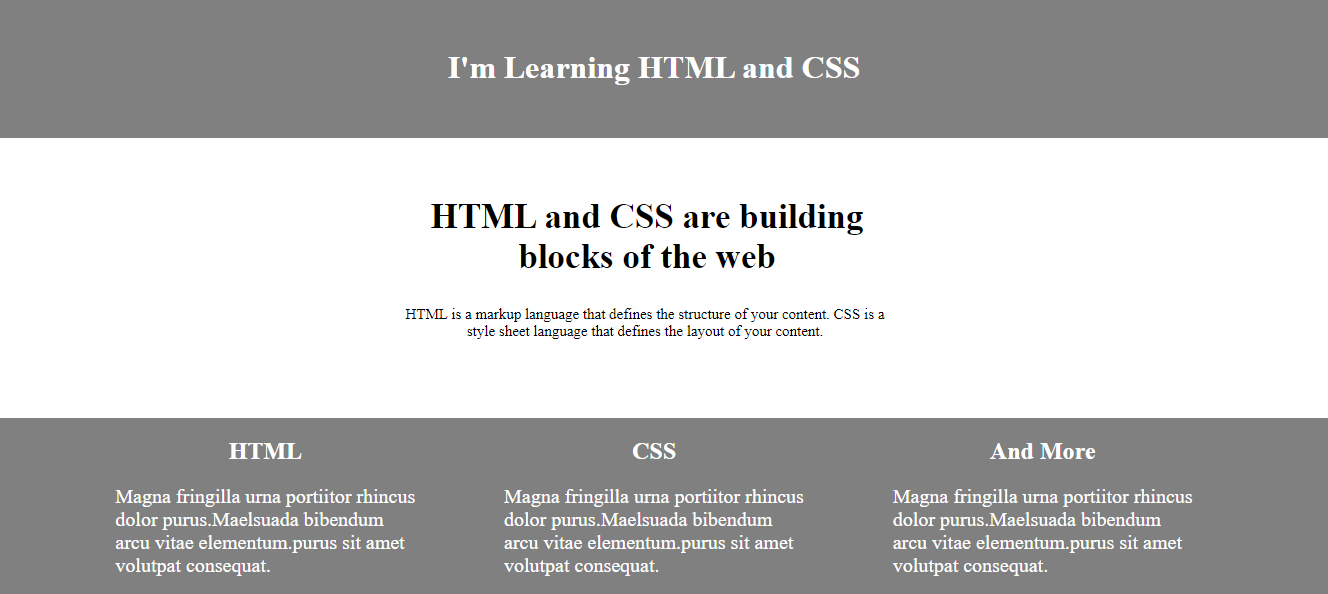 I'm Learning HTML and CSS
HTML and CSS are building
blocks of the web
HTML is a markup language that defines the structure of your content. CSS is a
style sheet language that defines the layout of your content.
HTML
Magna fringilla urna portiitor rhincus
dolor purus.Maelsuada bibendum
arcu vitae elementum.purus sit amet
volutpat consequat.
CSS
Magna fringilla urna portiitor rhincus
dolor purus.Maelsuada bibendum
arcu vitae elementum.purus sit amet
volutpat consequat.
And More
Magna fringilla urna portiitor rhincus
dolor purus.Maelsuada bibendum
arcu vitae elementum.purus sit amet
volutpat consequat.